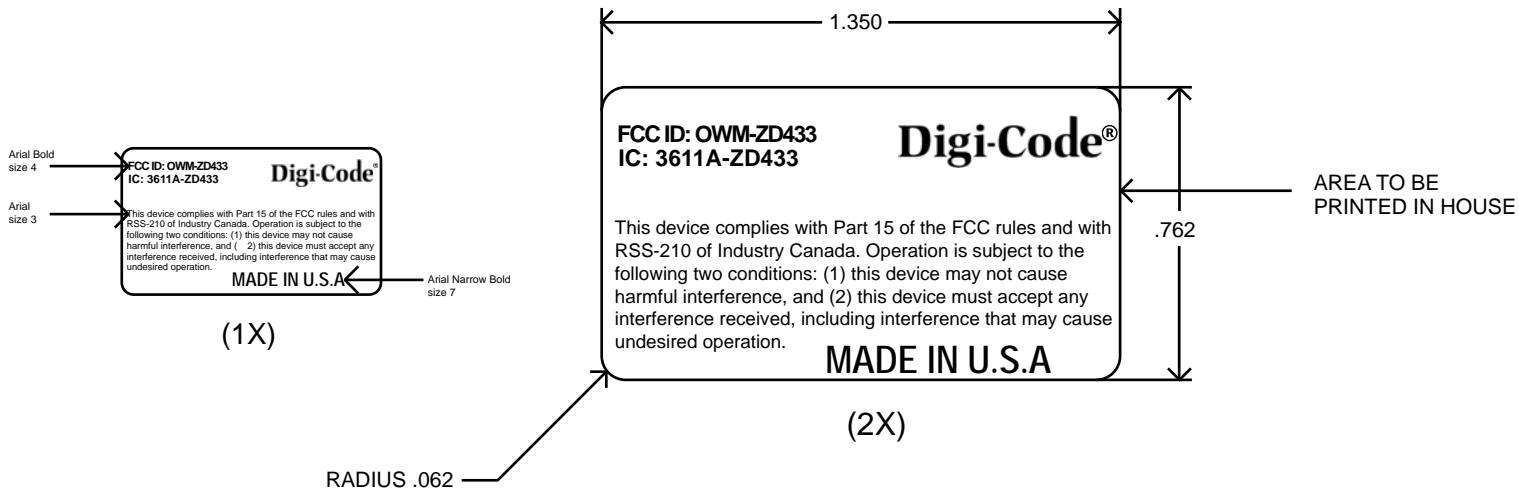 Arial Bold
size 4
Arial
size 3
FCC ID: OWM-ZD433
IC: 3611A-ZD433
Digi-Code®
This device complies with Part 15 of the FCC rules and with
RSS-210 of Industry Canada. Operation is subject to the
following two conditions: (1) this device may not cause
harmful interference, and ( 2) this device must accept any
interference received, including interference that may cause
undesired operation.
MADE IN U.S.A
Arial Narrow Bold
size 7
(1X)
1.350
FCC ID: OWM-ZD433
IC: 3611A-ZD433
Digi-Code®
This device complies with Part 15 of the FCC rules and with
RSS-210 of Industry Canada. Operation is subject to the
following two conditions: (1) this device may not cause
harmful interference, and (2) this device must accept any
interference received, including interference that may cause
undesired operation.
MADE IN U.S.A
.762
AREA TO BE
PRINTED IN HOUSE
(2X)
RADIUS .062